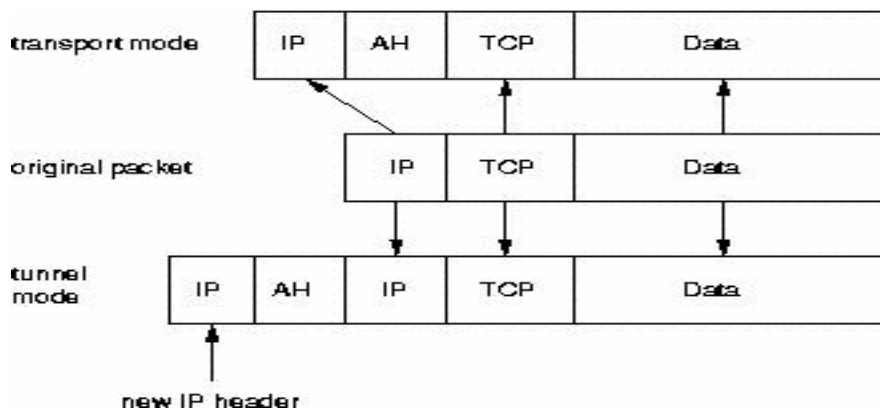 transport mode IP AH TCP Data
original packet IP TCP Data
tunnel
mode
IP AH IP TCP Data
new IP header